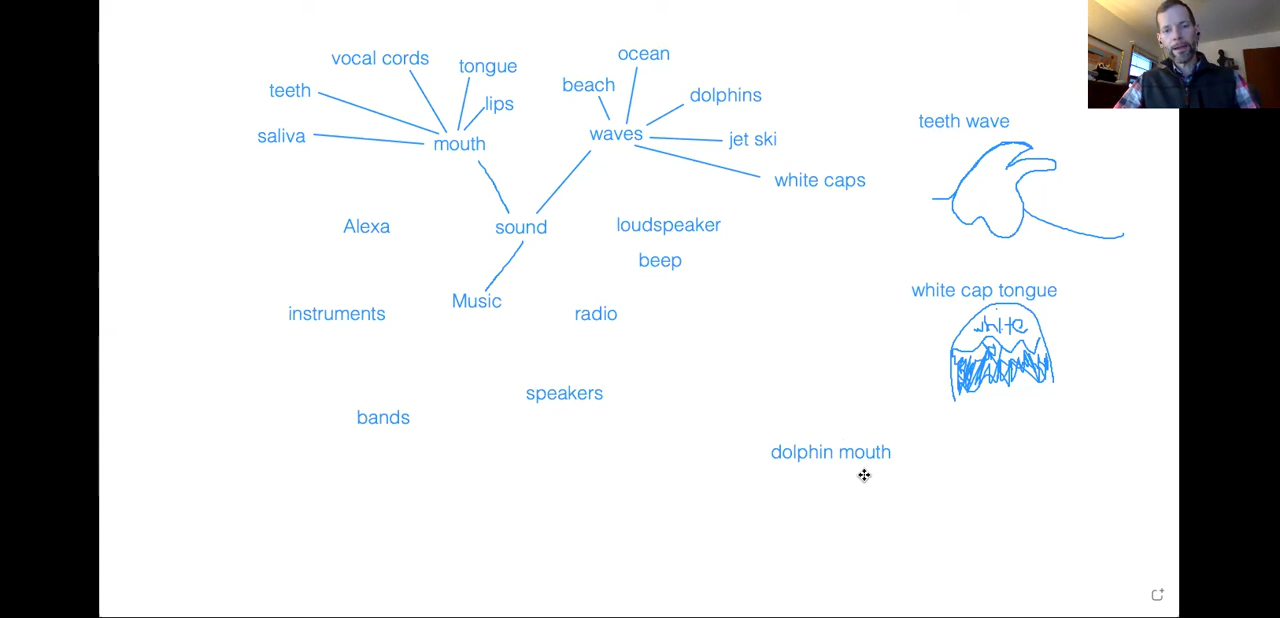 ocean
vocal cords
tongue
beach
teeth
lips
dolphins
teeth wave
saliva
mouth
waves
jet ski
white caps
Alexa
sound
loudspeaker
beep
white cap tongue
Music
instruments
radio
white
speakers
bands
dolphin mouth